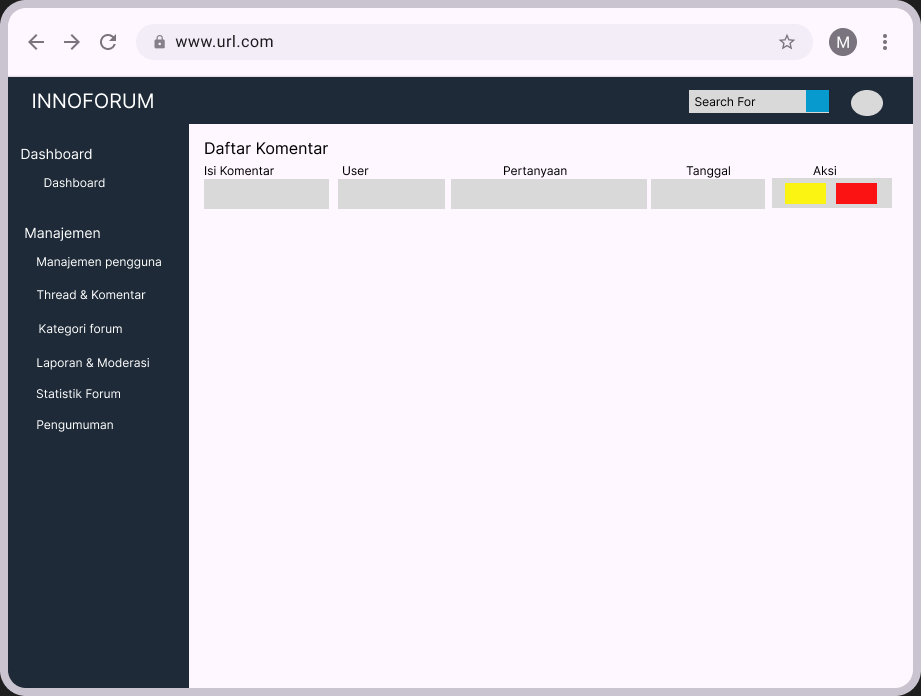 www.url.com
M
INNOFORUM
Search For
Dashboard
Dashboard
Manajemen
Manajemen pengguna
Thread & Komentar
Kategori forum
Laporan & Moderasi
Statistik Forum
Pengumuman
Daftar Komentar
Isi Komentar User Pertanyaan Tanggal Aksi